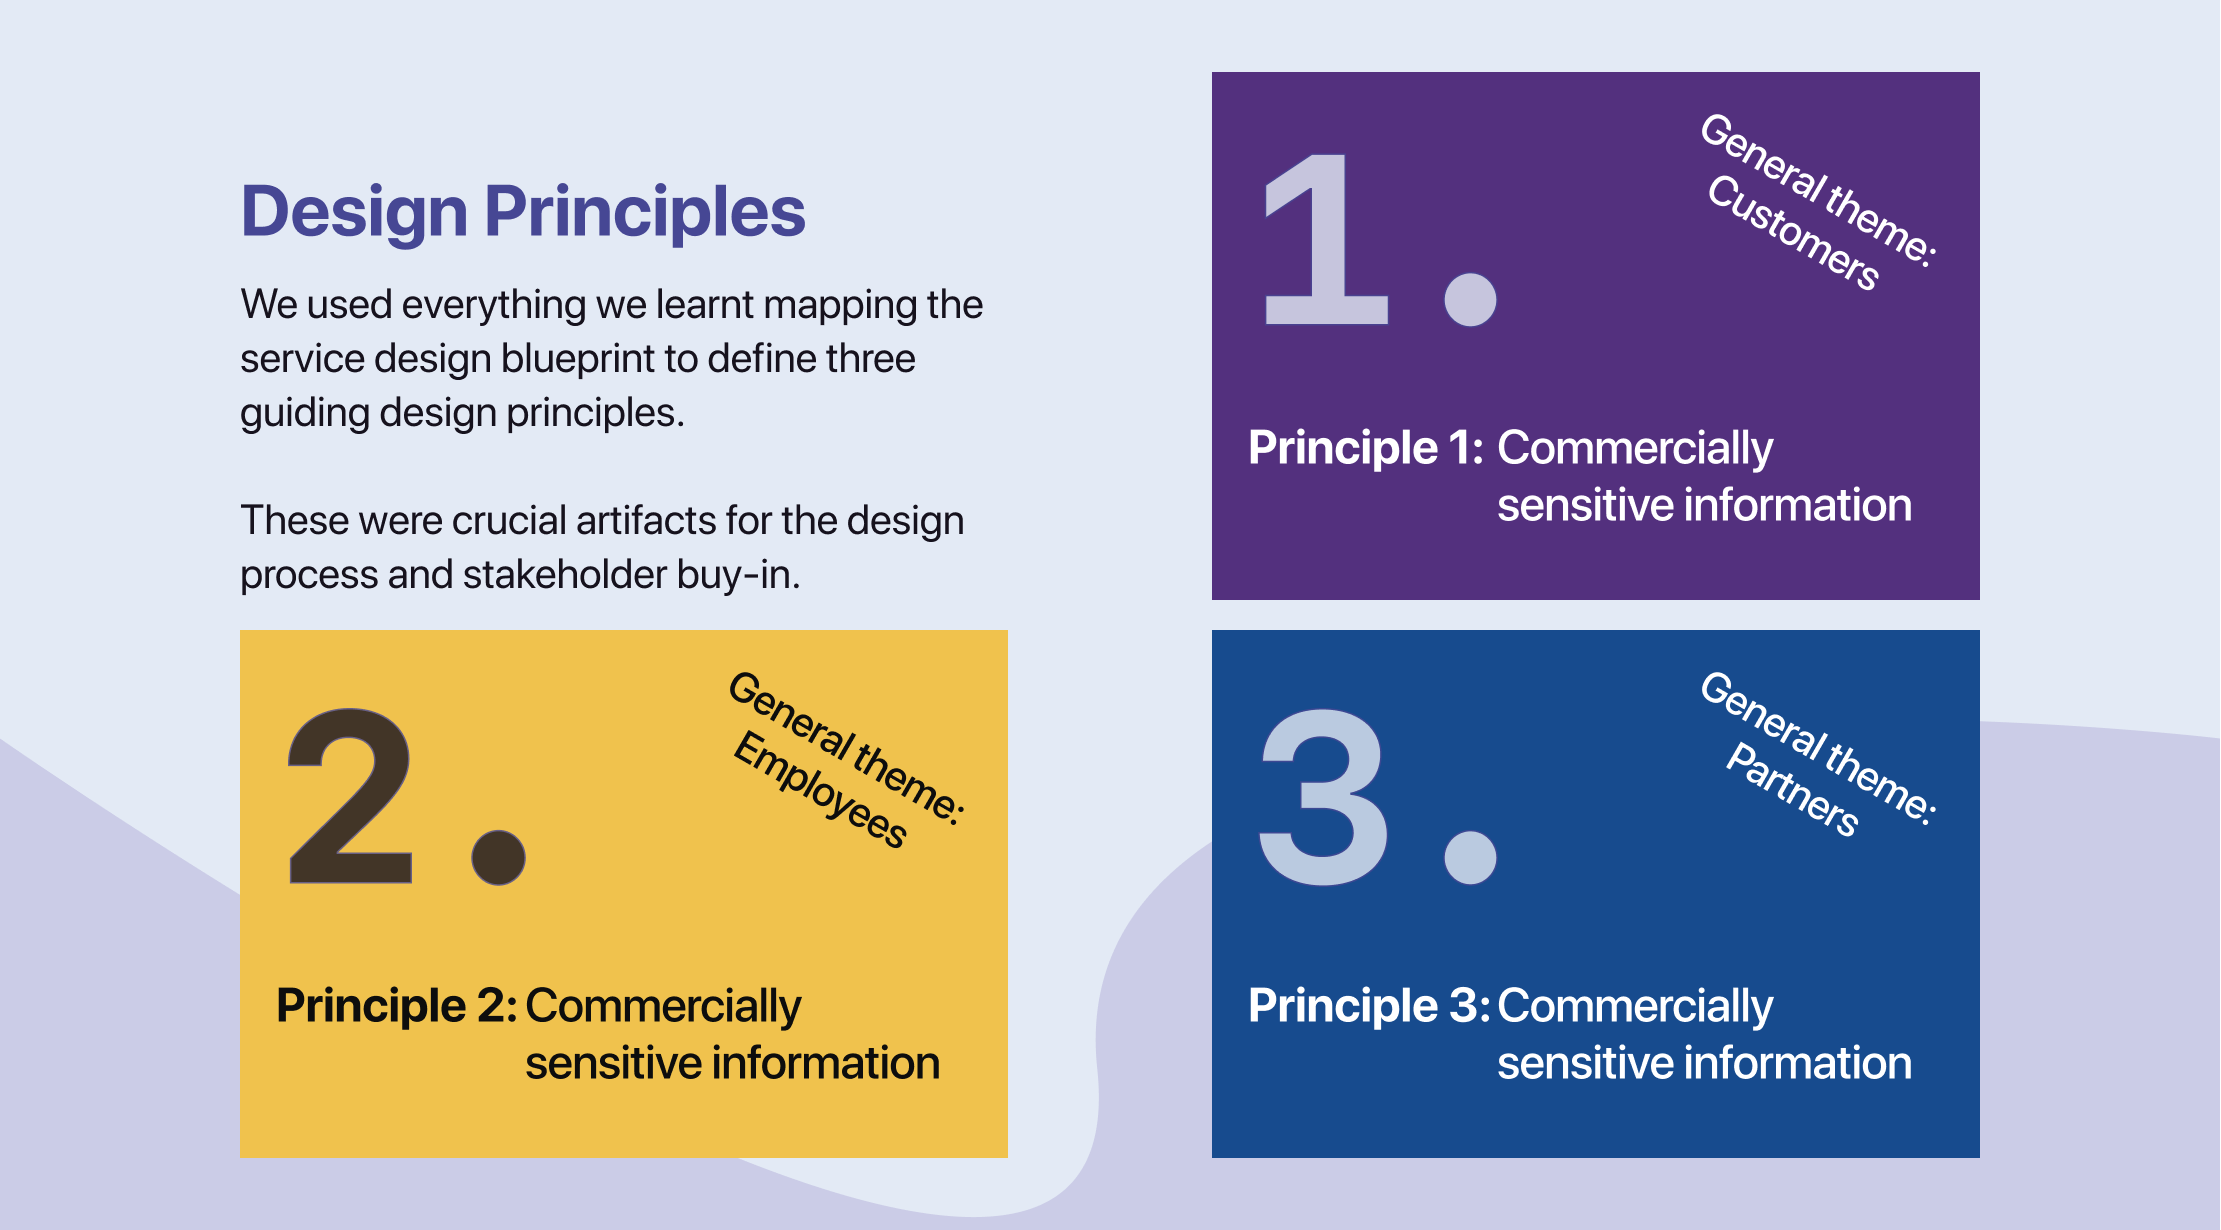 Design Principles
We used everything we learnt mapping the
service design blueprint to define three
guiding design principles.
These were crucial artifacts for the design
process and stakeholder buy-in.
1.
General theme:
Customers
Principle 1: Commercially
sensitive information
2.
General theme:
Employees
Principle 2: Commercially
sensitive information
3.
General theme:
Partners
Principle 3: Commercially
sensitive information